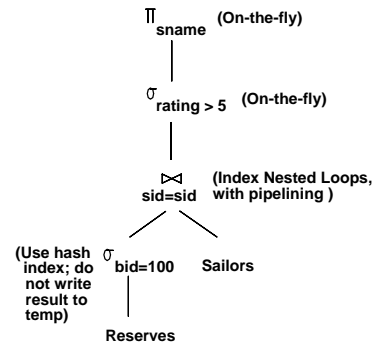 π sname (On-the-fly)
σ rating > 5 (On-the-fly)
⋈ (Index Nested Loops,
sid=sid with pipelining )
(Use hash σ
index; do bid=100 Sailors
not write
result to
temp)
Reserves